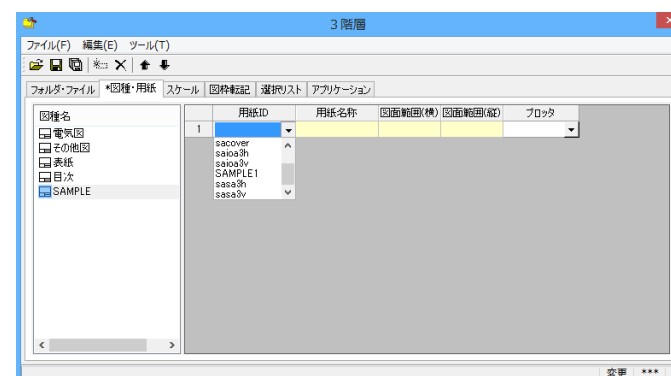 3階層
ファイル(F) 編集(E) ツール(T)
フォルダ・ファイル *図種・用紙 スケール 図枠転記 選択リスト アプリケーション
図種名
電気図
その他図
表紙
目次
SAMPLE
用紙ID 用紙名称 図面範囲(横) 図面範囲(縦) プロッタ
1
sacover
saioa3h
saioa3v
SAMPLE1
sasa3h
sasa3v
変更 ***